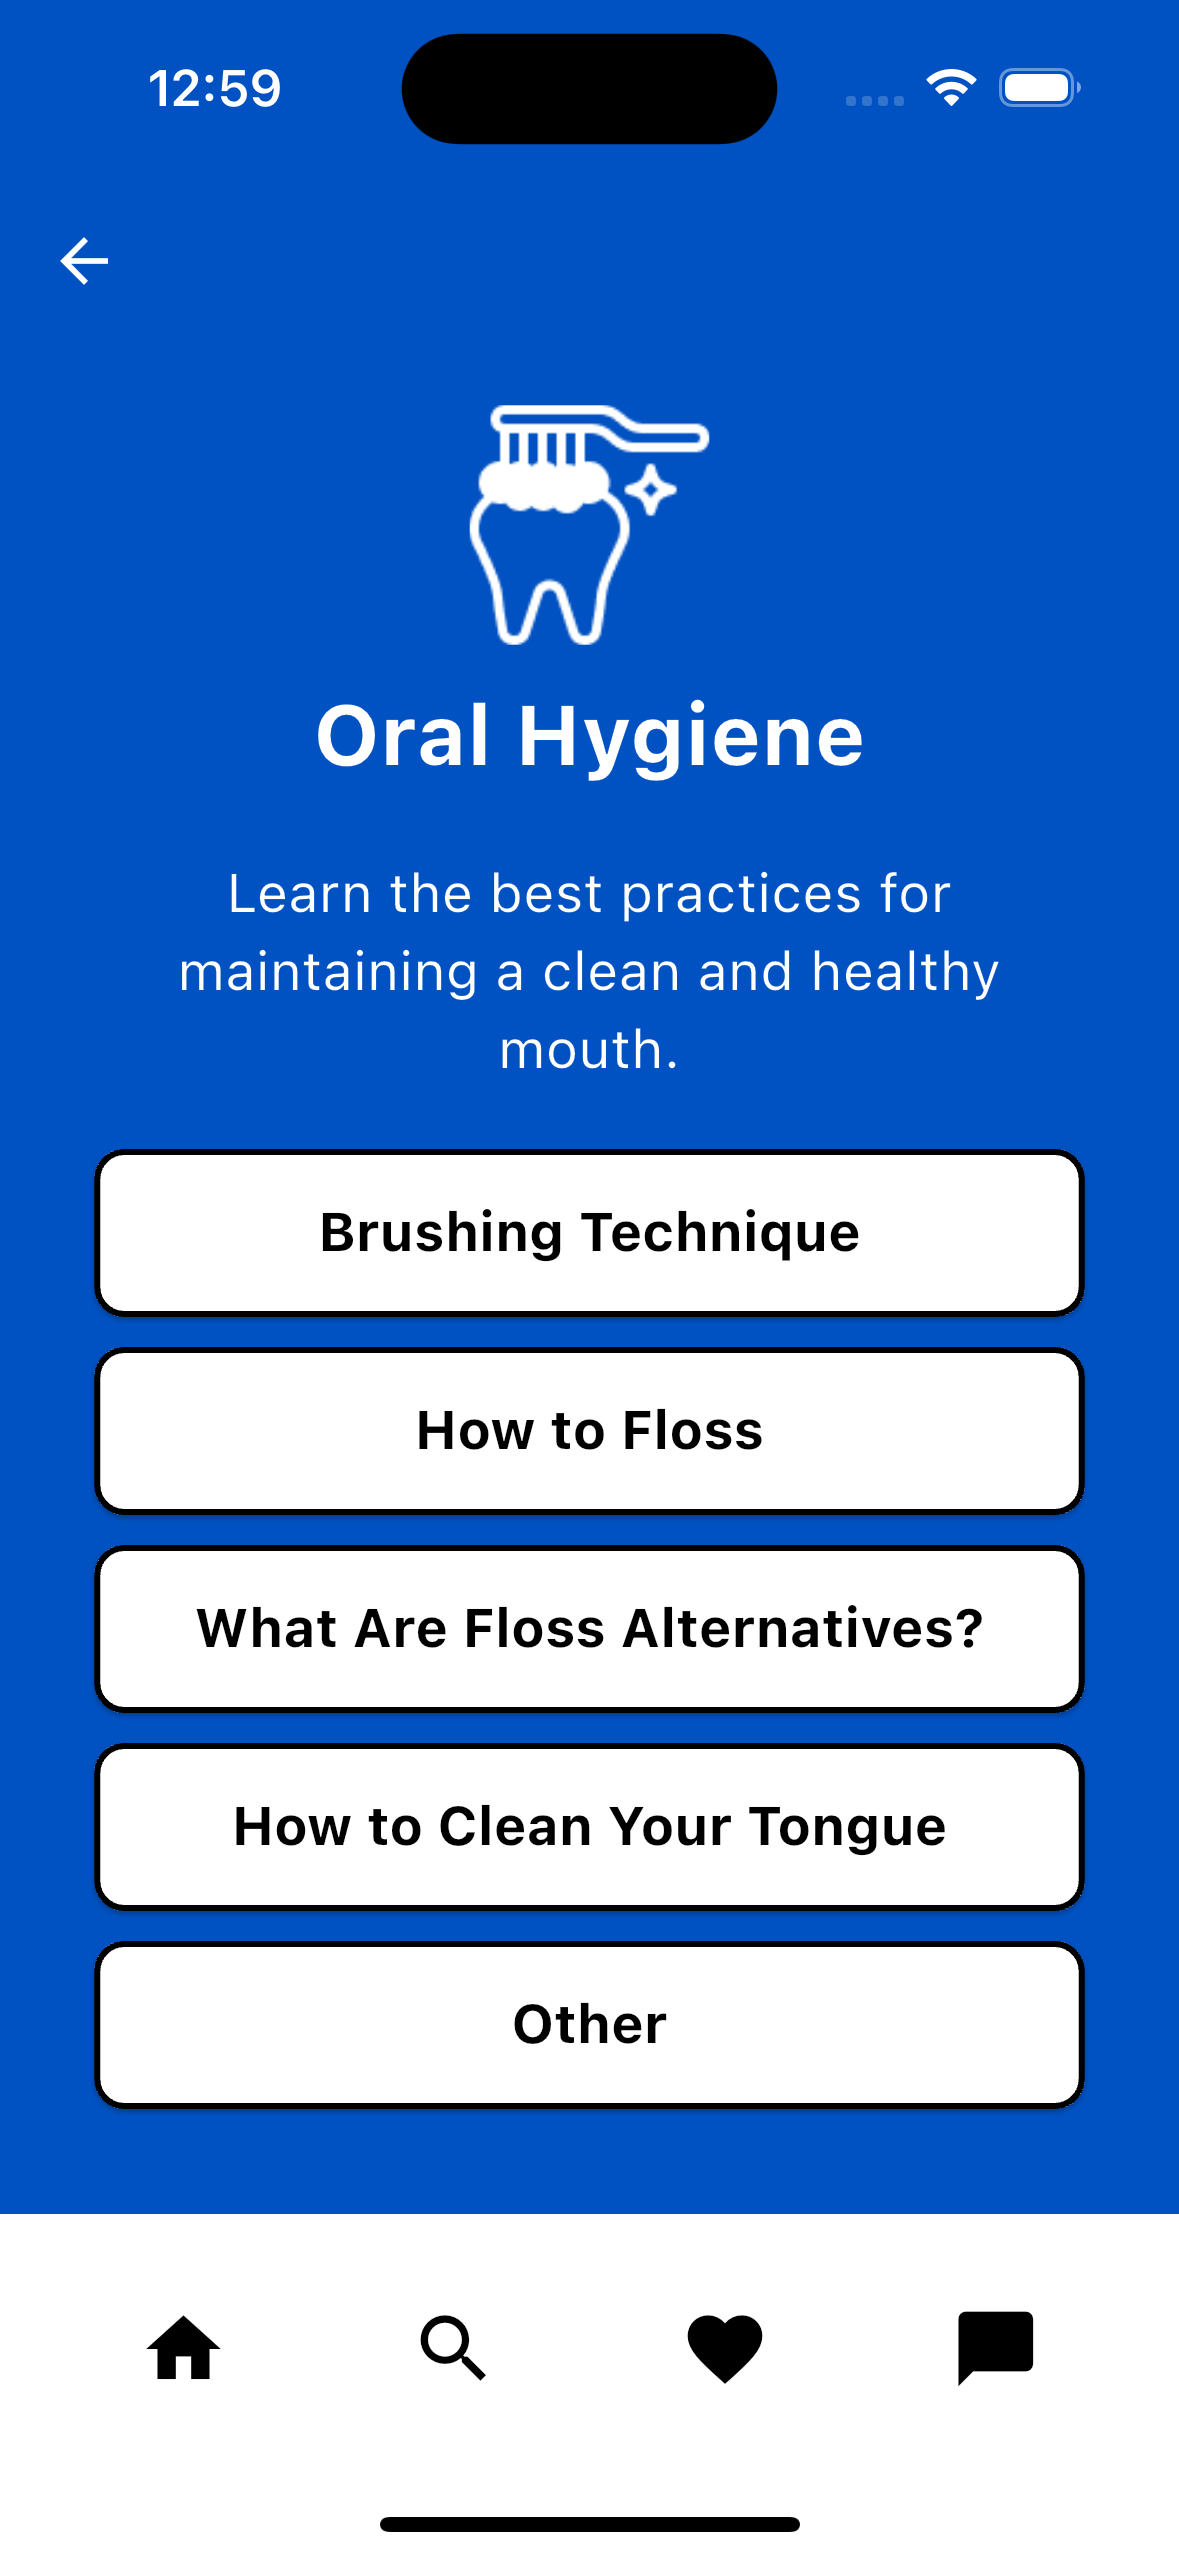 12:59
Oral Hygiene
Learn the best practices for
maintaining a clean and healthy
mouth.
Brushing Technique
How to Floss
What Are Floss Alternatives?
How to Clean Your Tongue
Other